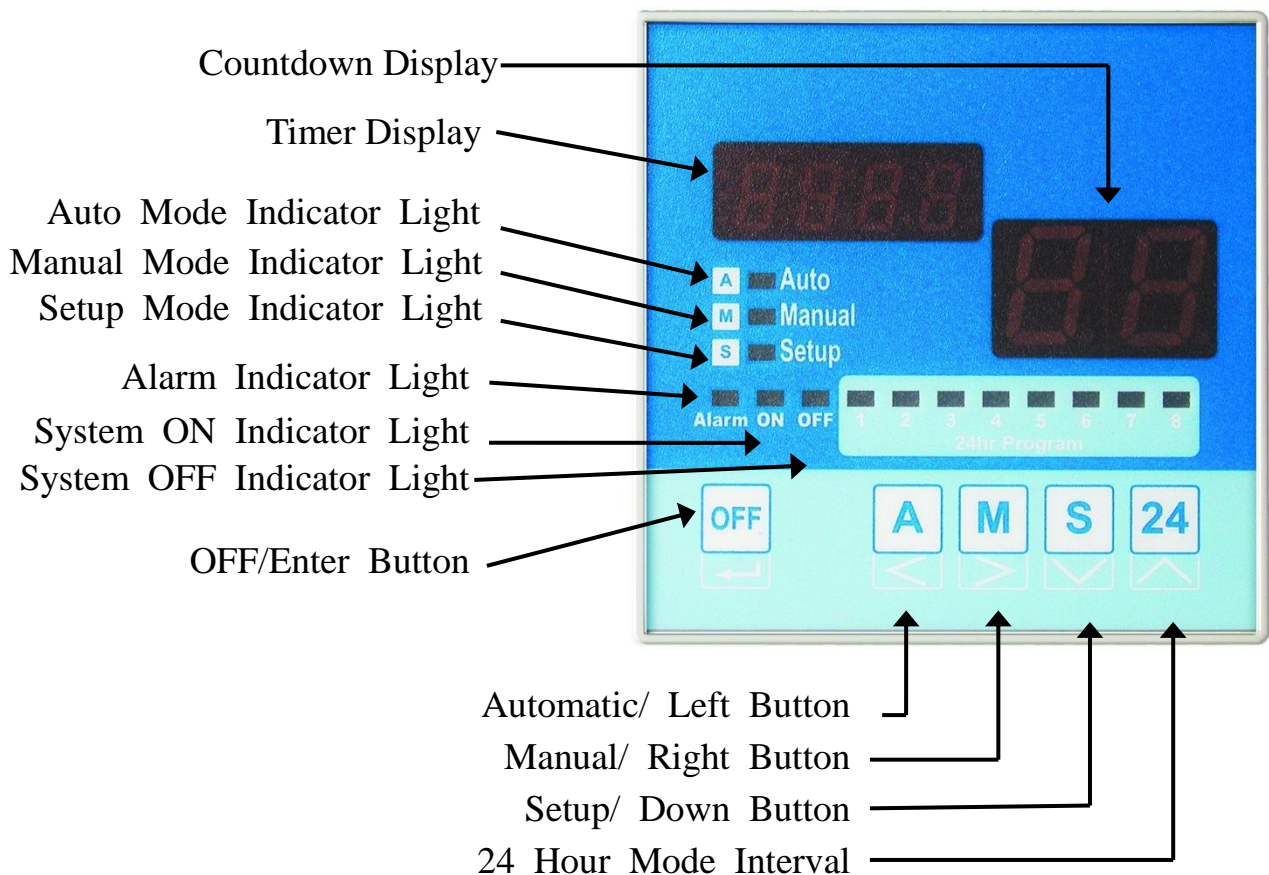 Countdown Display
Timer Display
Auto Mode Indicator Light
Manual Mode Indicator Light
Setup Mode Indicator Light
Alarm Indicator Light
System ON Indicator Light
System OFF Indicator Light
OFF/Enter Button
A Auto
M Manual
S Setup
Alarm ON OFF
1 2 3 4 5 6 7 8
24hr Program
OFF A M S 24
Automatic/ Left Button
Manual/ Right Button
Setup/ Down Button
24 Hour Mode Interval